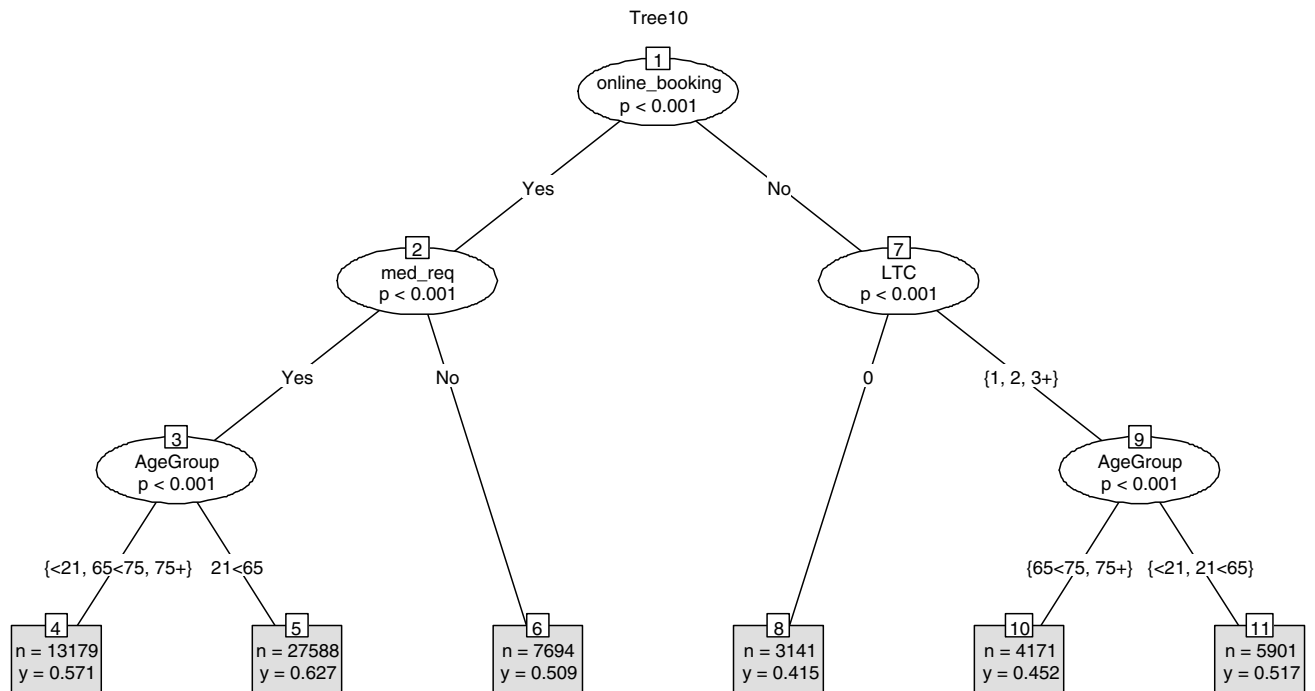 Tree10
1
online_booking
p < 0.001
Yes
No
2
med_req
p < 0.001
7
LTC
p < 0.001
Yes
No
0
{1, 2, 3+}
3
AgeGroup
p < 0.001
9
AgeGroup
p < 0.001
{<21, 65<75, 75+}
21<65
{65<75, 75+}
{<21, 21<65}
4
n = 13179
y = 0.571
5
n = 27588
y = 0.627
6
n = 7694
y = 0.509
8
n = 3141
y = 0.415
10
n = 4171
y = 0.452
11
n = 5901
y = 0.517